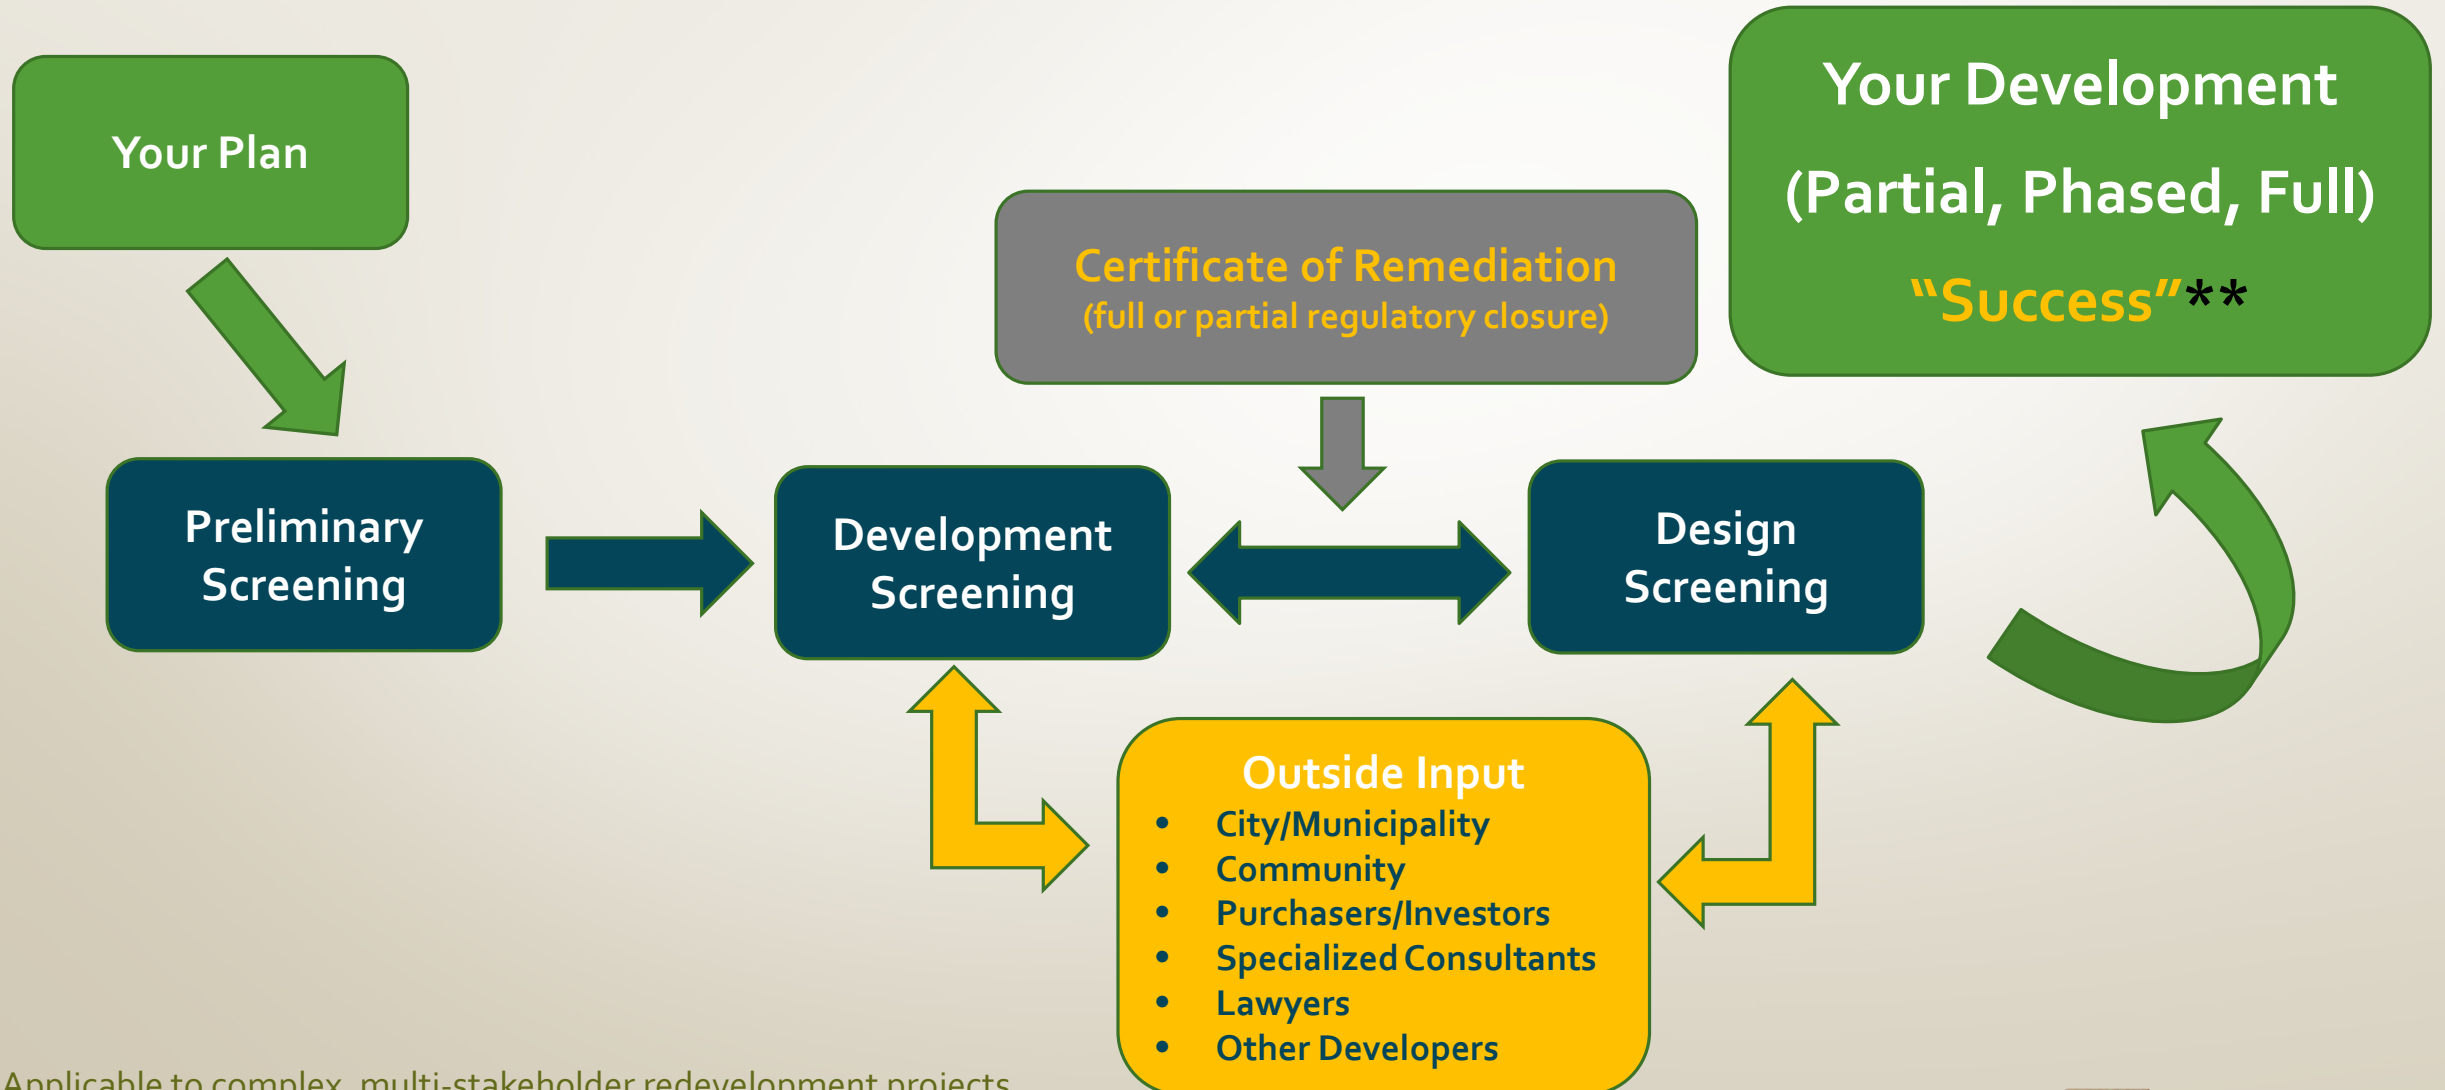 Your Plan
Your Development
(Partial, Phased, Full)
“Success”**
Certificate of Remediation
(full or partial regulatory closure)
Preliminary
Screening
Development
Screening
Design
Screening
Outside Input
• City/Municipality
• Community
• Purchasers/Investors
• Specialized Consultants
• Lawyers
• Other Developers
Applicable to complex, multi-stakeholder redevelopment projects